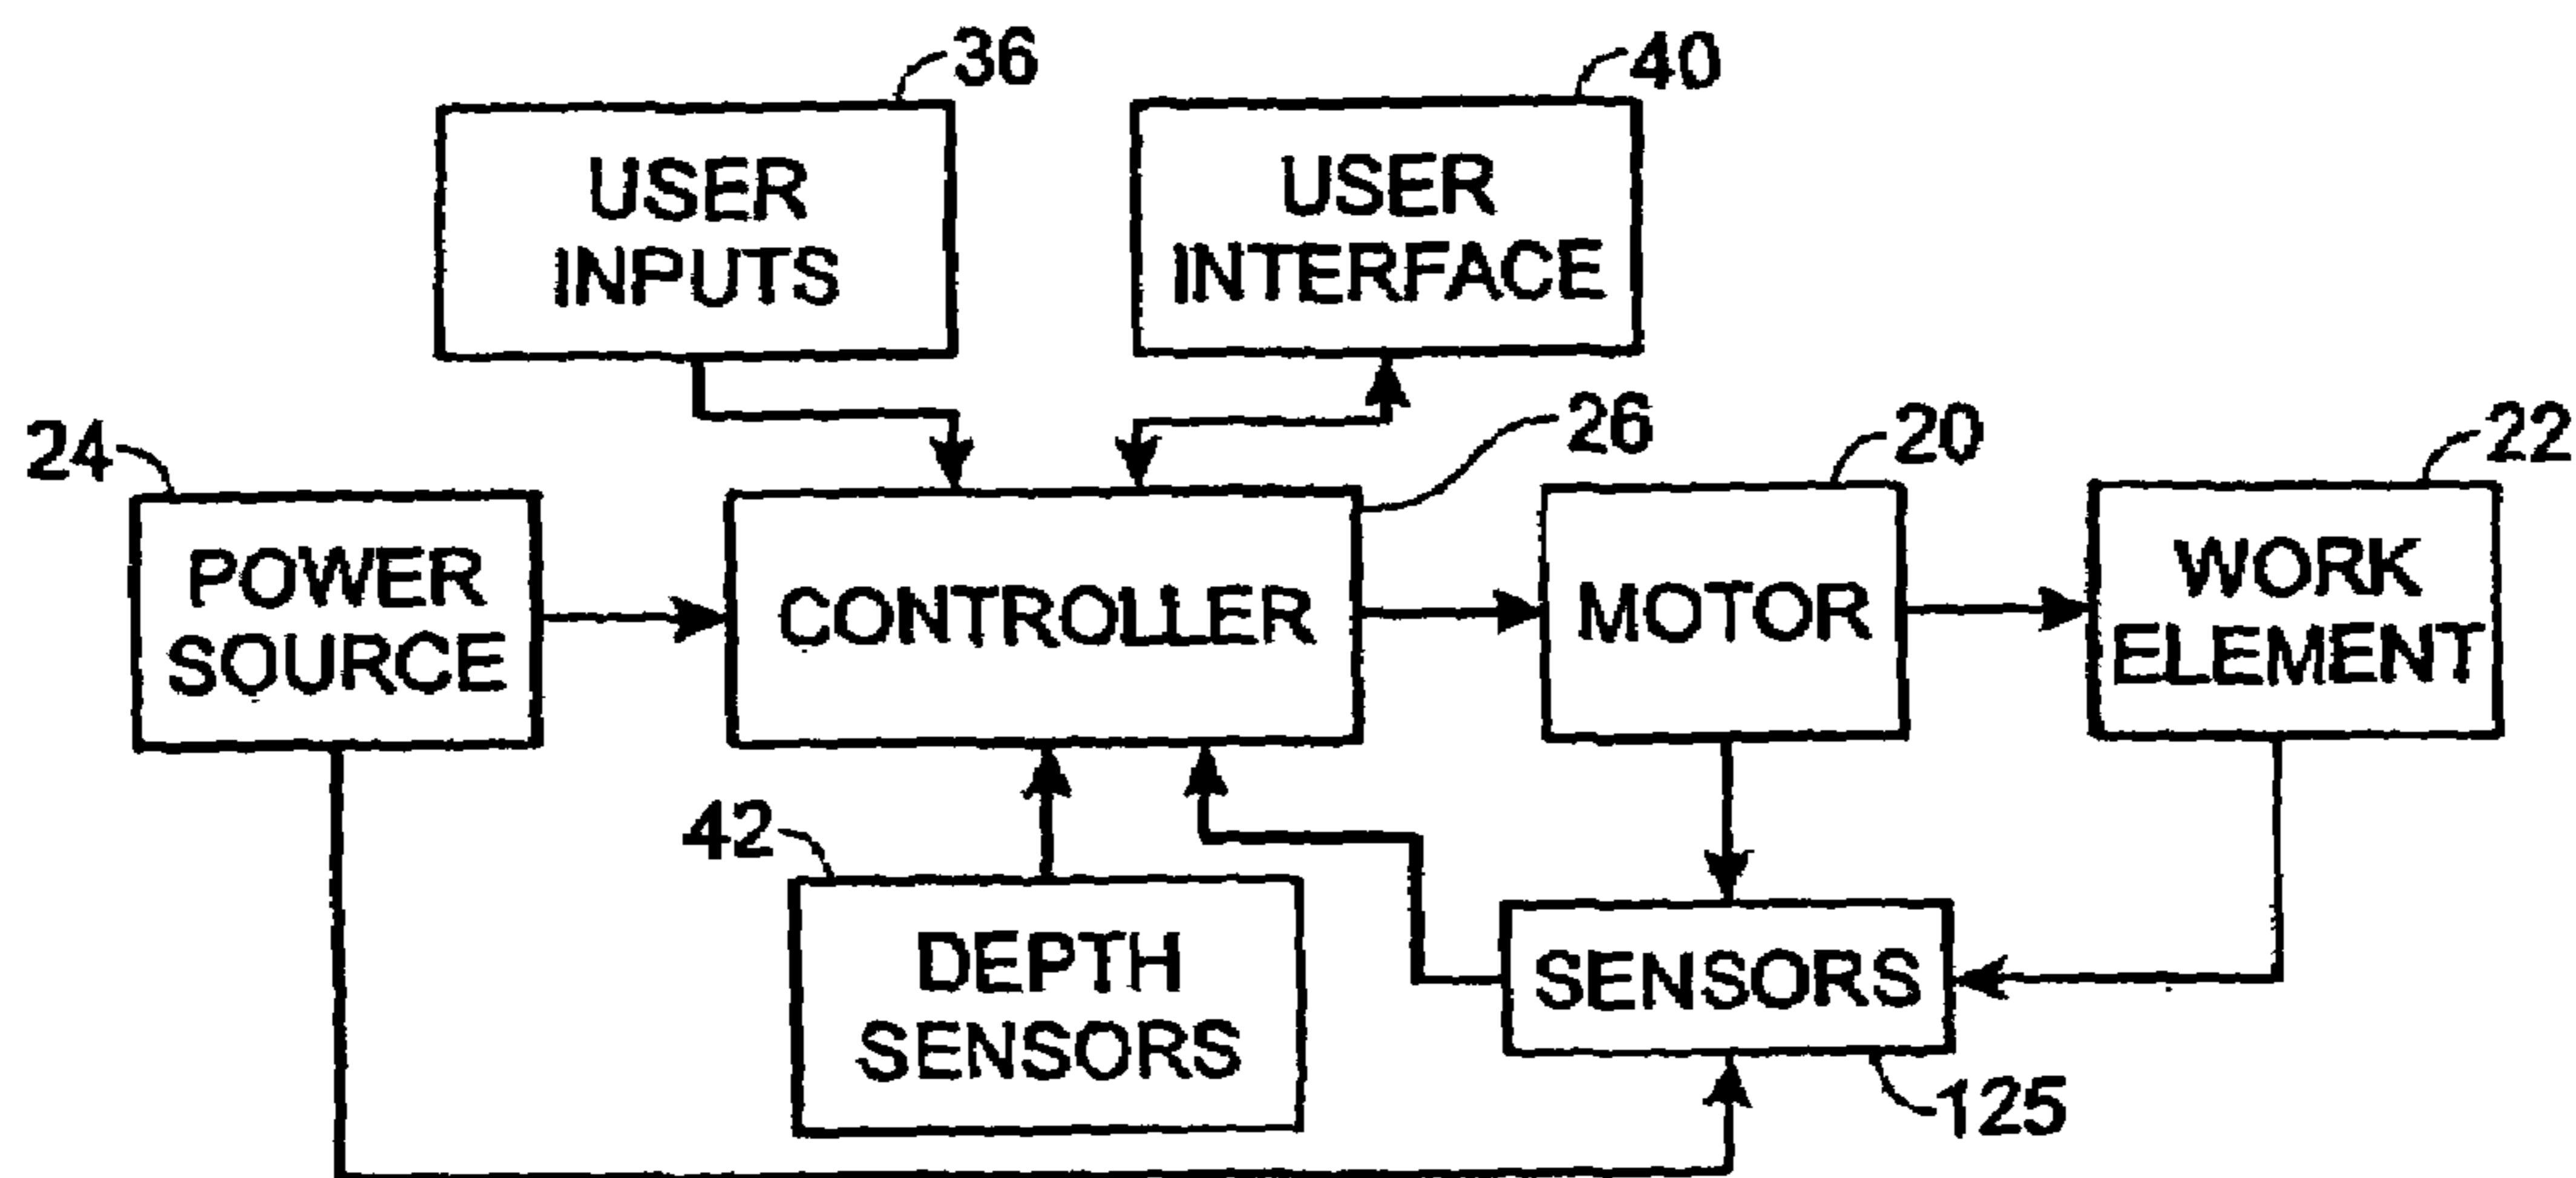 36
40
USER
INPUTS
USER
INTERFACE
24
26
20
22
POWER
SOURCE
CONTROLLER
MOTOR
WORK
ELEMENT
42
DEPTH
SENSORS
SENSORS
125